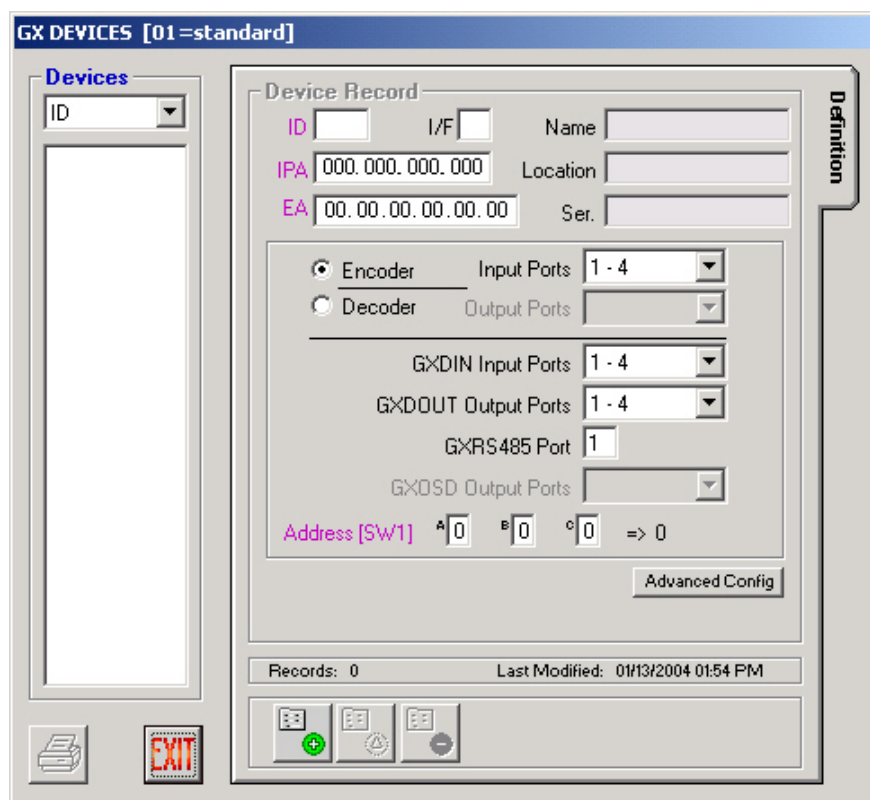 GX DEVICES [01=standard]
Devices
ID
Definition
Device Record
ID I/F Name
IPA 000.000.000.000 Location
EA 00.00.00.00.00.00 Ser.
Encoder Input Ports 1 - 4
Decoder Output Ports
GXDIN Input Ports 1 - 4
GXDOUT Output Ports 1 - 4
GXRS485 Port 1
GXOSD Output Ports
Address [SW1] A 0 B 0 C 0 => 0
Advanced Config
Records: 0 Last Modified: 01/13/2004 01:54 PM
EXIT